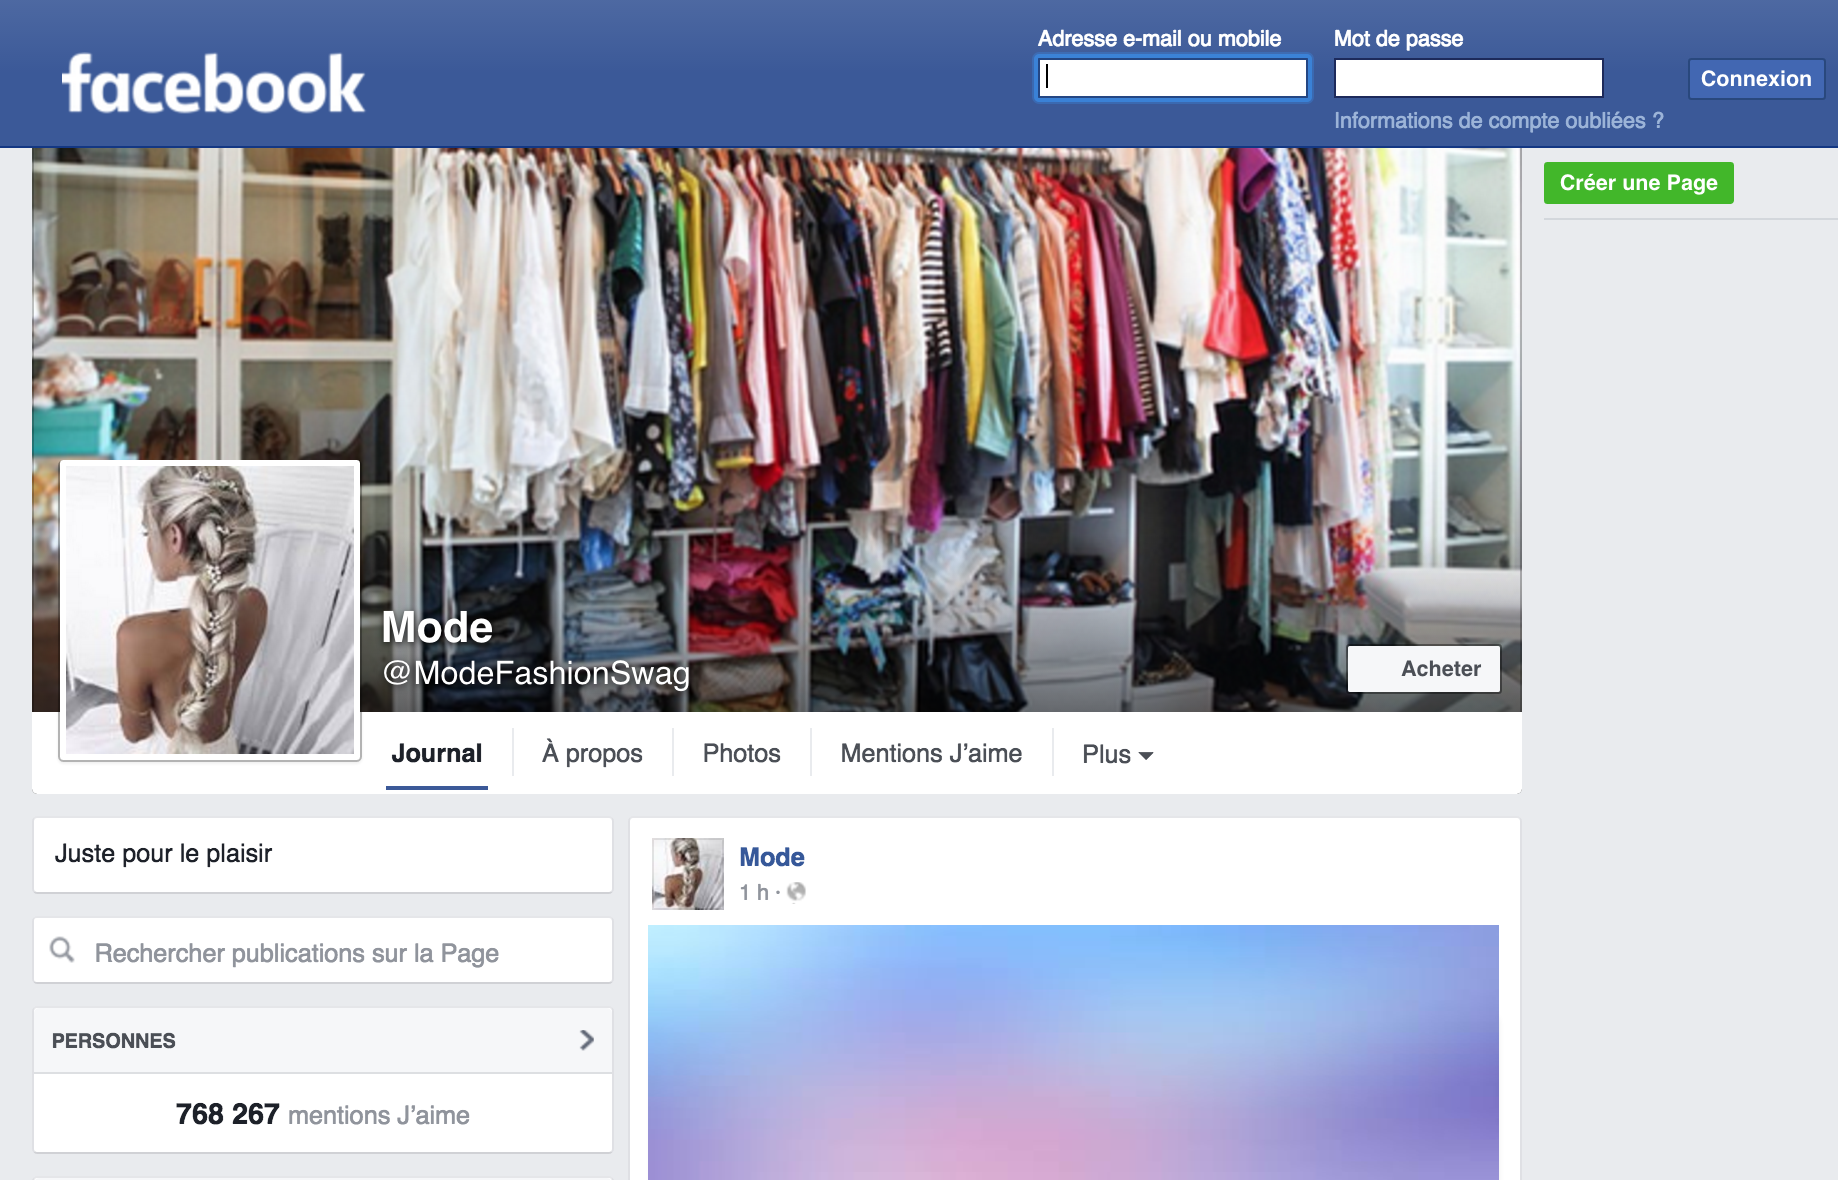 facebook
Adresse e-mail ou mobile
Mot de passe
Connexion
Informations de compte oubliées ?
Créer une Page
Mode
@ModeFashionSwag
Acheter
Journal
À propos
Photos
Mentions J’aime
Plus
Juste pour le plaisir
Rechercher publications sur la Page
PERSONNES
768 267 mentions J’aime
Mode
1 h ·